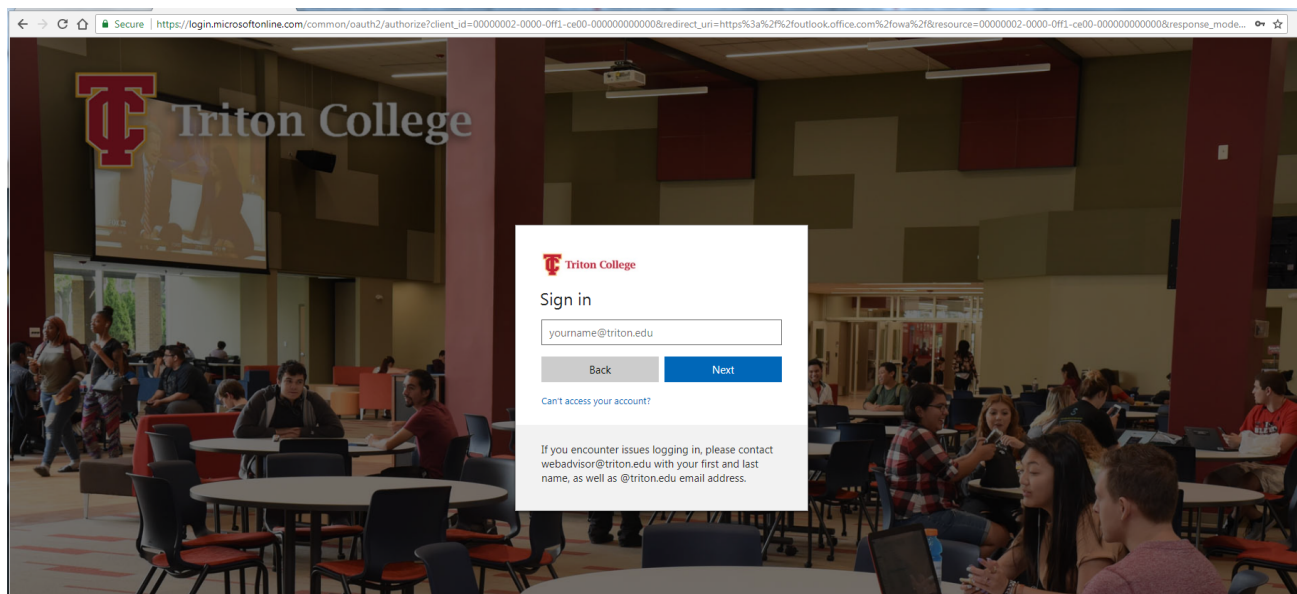 Secure | https://login.microsoftonline.com/common/oauth2/authorize?client_id=00000002-0000-0ff1-ce00-000000000000&redirect_uri=https%3a%2f%2foutlook.office.com%2fowa%2f&resource=00000002-0000-0ff1-ce00-000000000000&response_mode...
TC Triton College
TC Triton College
Sign in
yourname@triton.edu
Back Next
Can't access your account?
If you encounter issues logging in, please contact
webadvisor@triton.edu with your first and last
name, as well as @triton.edu email address.